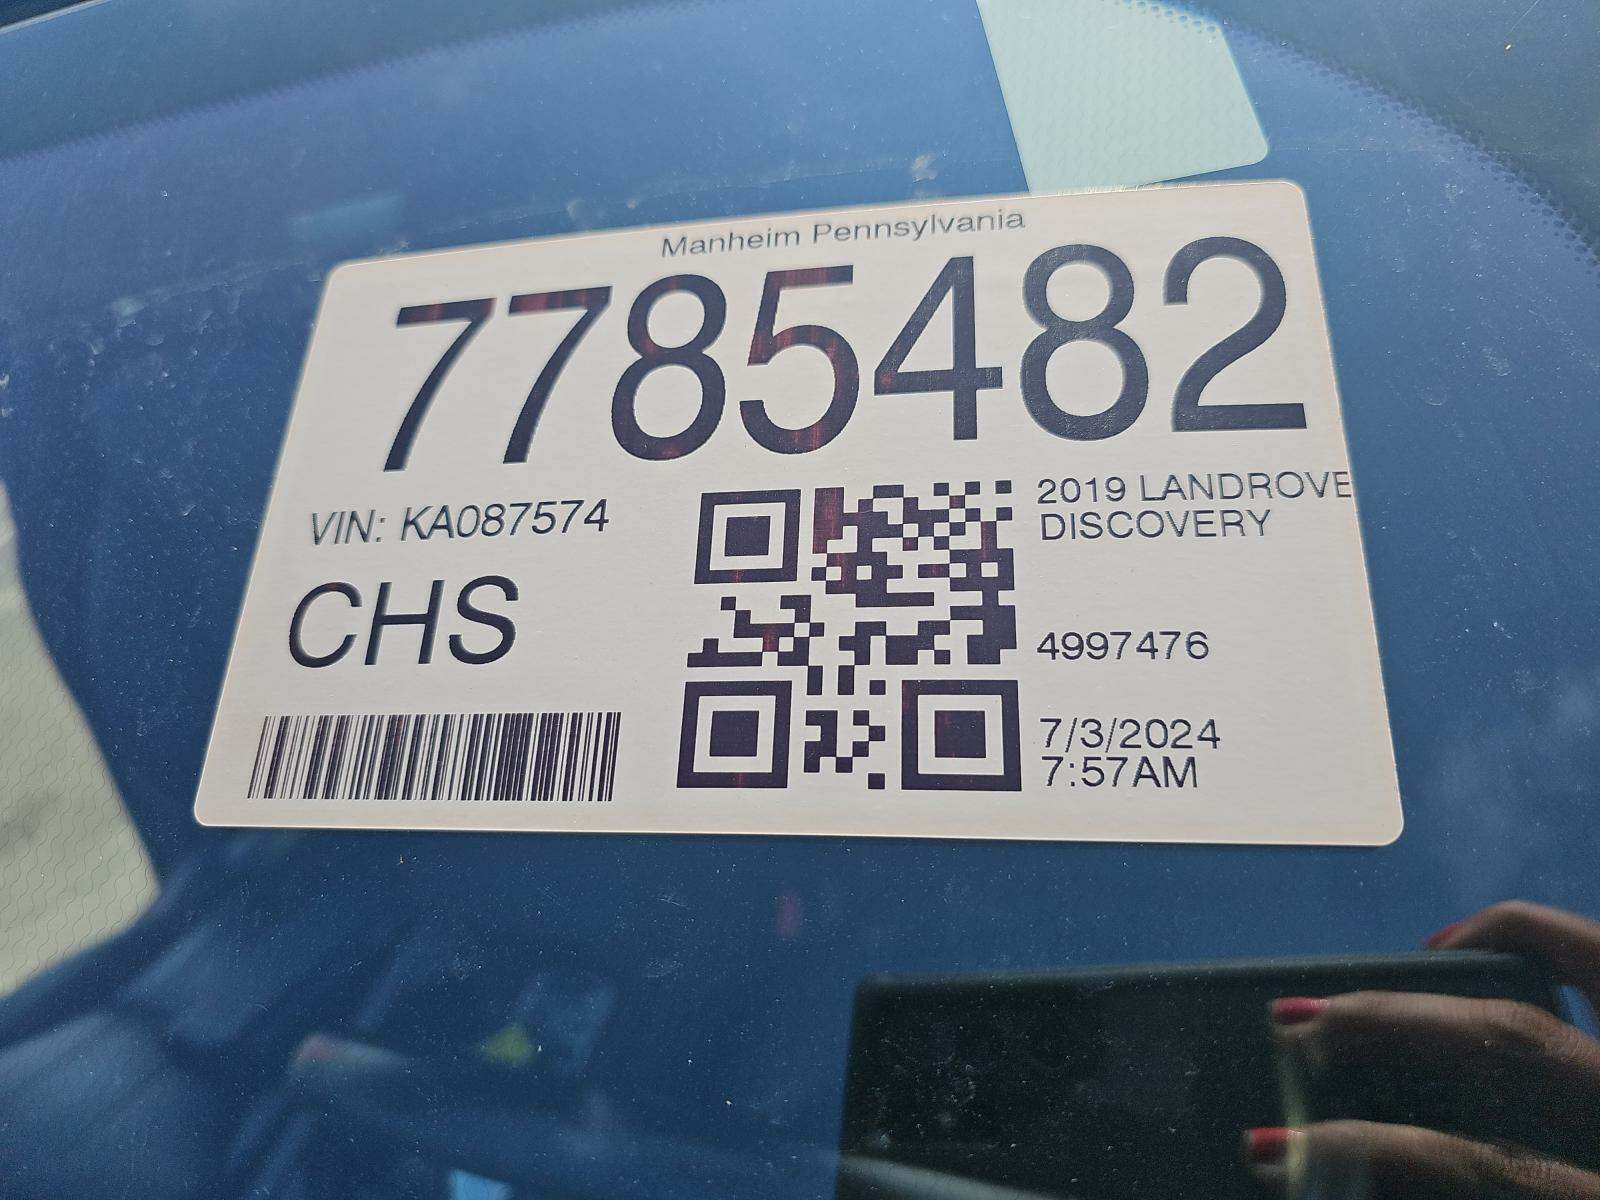 Manheim Pennsylvania
7785482
VIN: KA087574
2019 LANDROVE
DISCOVERY
CHS
4997476
7/3/2024
7:57AM